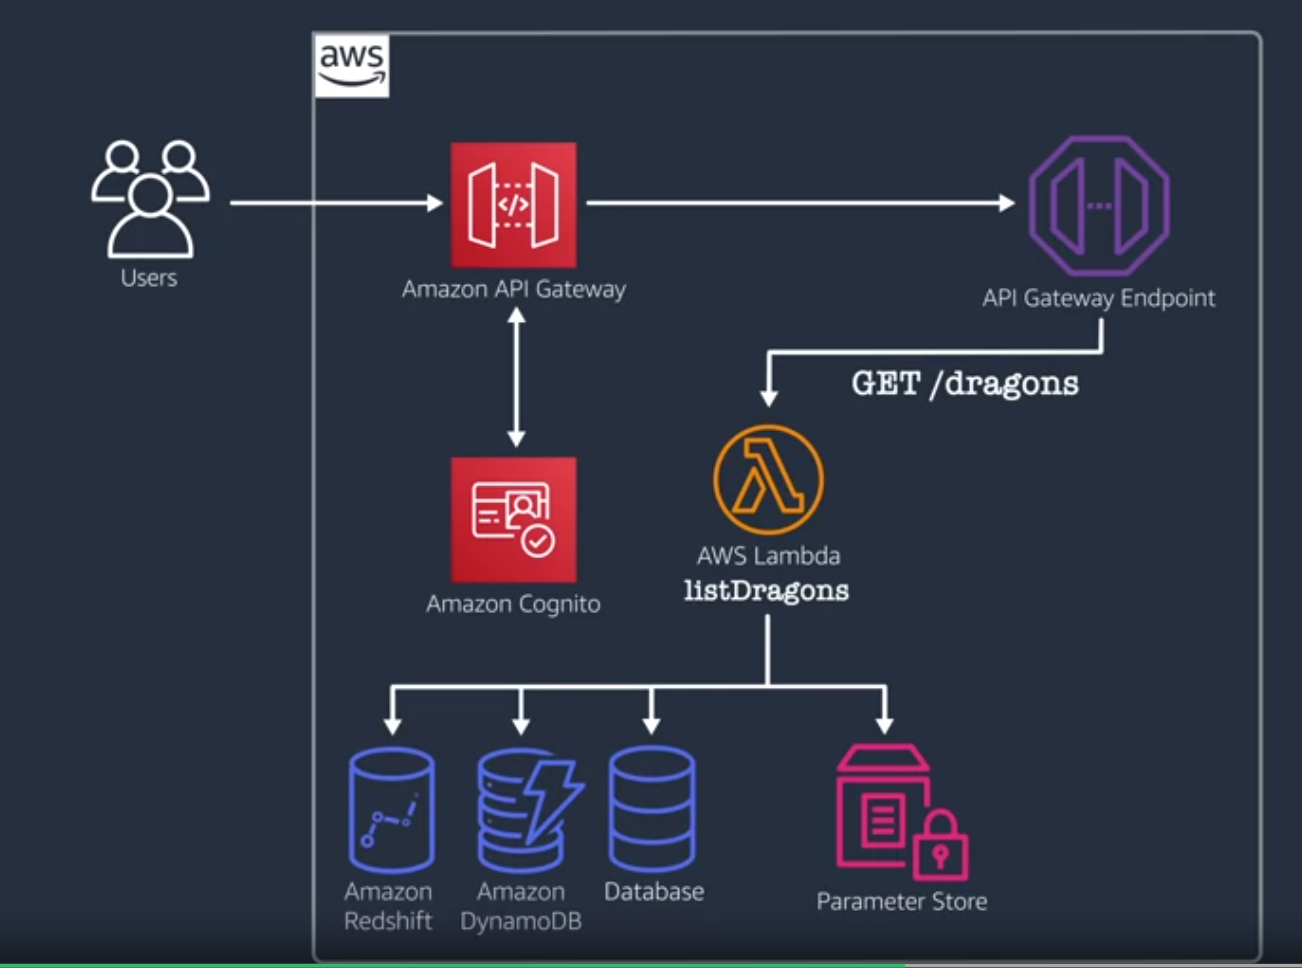 aws
</>
Users
Amazon API Gateway
API Gateway Endpoint
GET /dragons
AWS Lambda
listDragons
Amazon Cognito
Amazon
Redshift
Amazon
DynamoDB
Database
Parameter Store